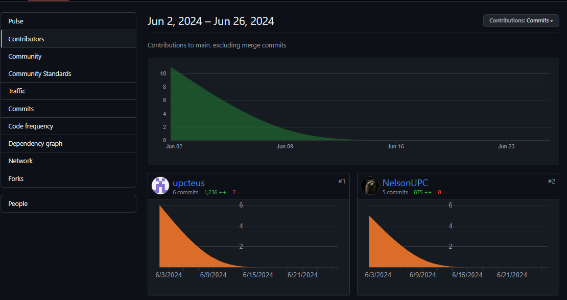 Pulse
Contributors
Community
Community Standards
Traffic
Commits
Code frequency
Dependency graph
Network
Forks
People
Jun 2, 2024 – Jun 26, 2024
Contributions: Commits
Contributions to main, excluding merge commits
10
8
6
4
2
0
Jun 02
Jun 09
Jun 16
Jun 23
upcteus
#1
6 commits 1,236 ++ 2 --
6
4
2
6/3/2024
6/9/2024
6/15/2024
6/21/2024
NelsonUPC
#2
5 commits 875 ++ 0
6
4
2
6/3/2024
6/9/2024
6/15/2024
6/21/2024